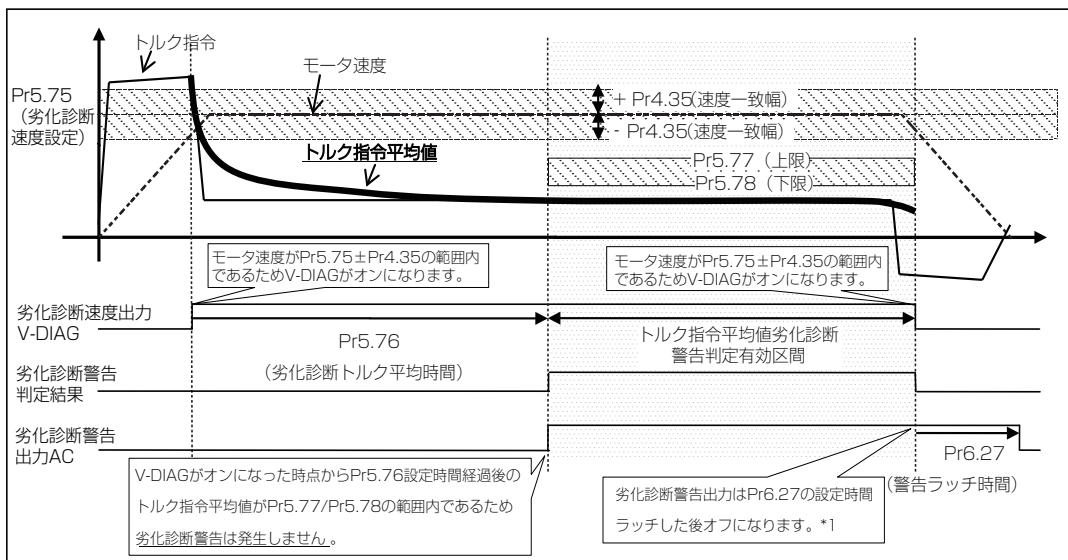 トルク指令
モータ速度
Pr5.75
（劣化診断
速度設定）
+ Pr4.35(速度一致幅)
- Pr4.35(速度一致幅)
トルク指令平均値
Pr5.77（上限）
Pr5.78（下限）
モータ速度がPr5.75±Pr4.35の範囲内
であるためV-DIAGがオンになります。
モータ速度がPr5.75±Pr4.35の範囲内
であるためV-DIAGがオンになります。
劣化診断速度出力
V-DIAG
Pr5.76
（劣化診断トルク平均時間）
トルク指令平均値劣化診断
警告判定有効区間
劣化診断警告
判定結果
劣化診断警告
出力AC
Pr6.27
（警告ラッチ時間）
V-DIAGがオンになった時点からPr5.76設定時間経過後の
トルク指令平均値がPr5.77/Pr5.78の範囲内であるため
劣化診断警告は発生しません。
劣化診断警告出力はPr6.27の設定時間
ラッチした後オフになります。*1